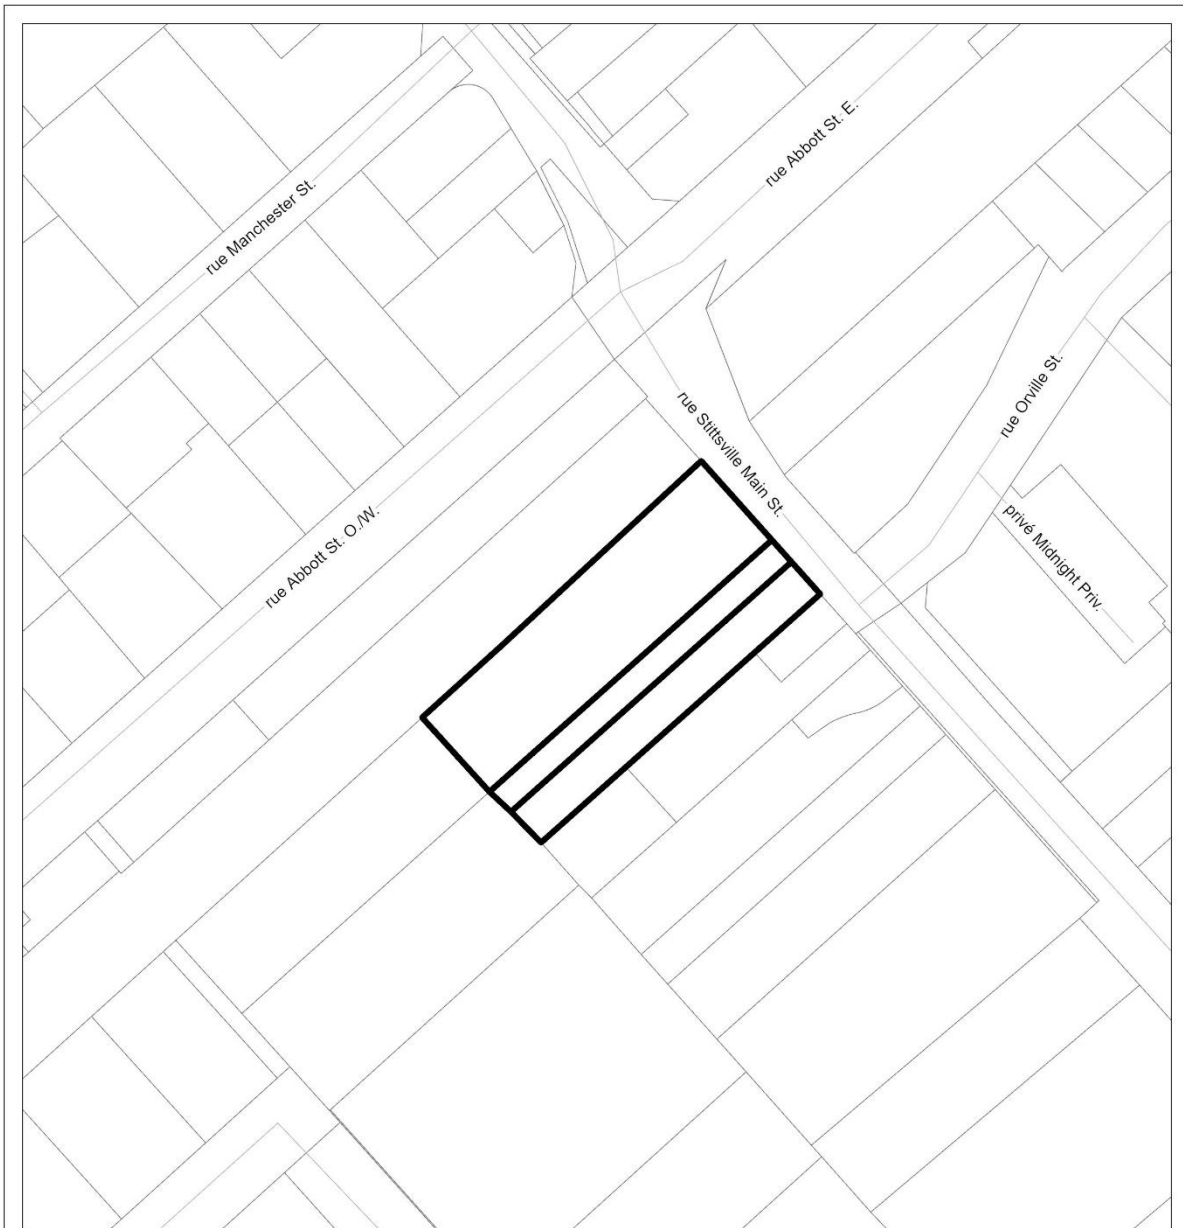 rue Abbott St. E.
rue Manchester St.
rue Orville St.
rue Stittsville Main St.
rue Abbott St. O./W.
privé Midnight Priv.